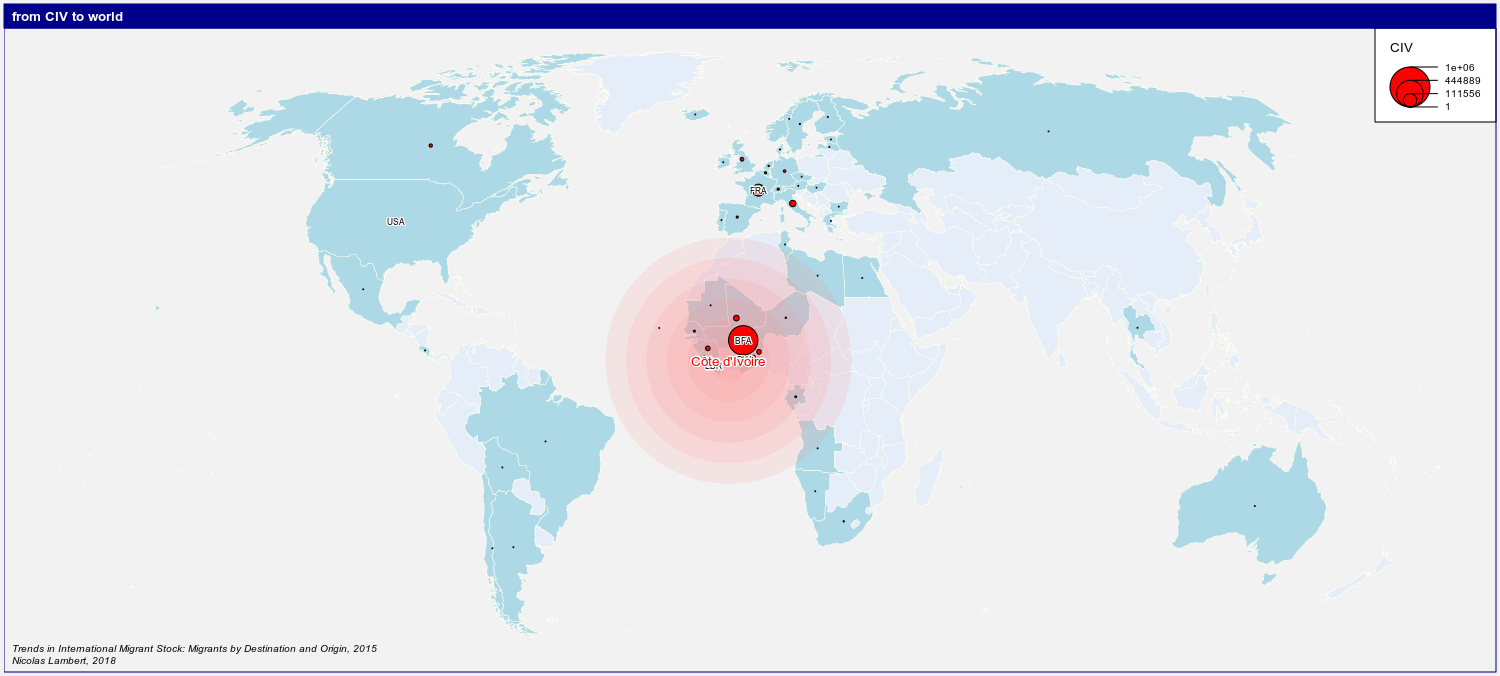 from CIV to world
CIV
1e+06
444889
111556
1
FRA
USA
BFA
Côte d'Ivoire
Trends in International Migrant Stock: Migrants by Destination and Origin, 2015
Nicolas Lambert, 2018